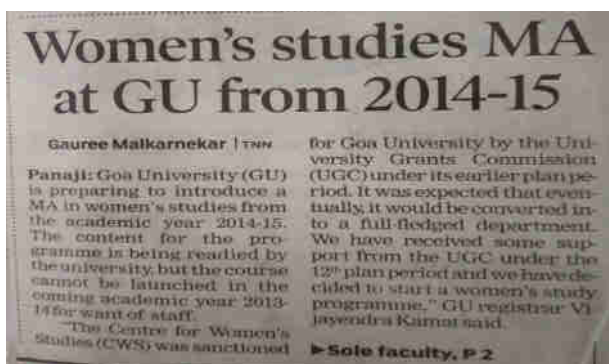 Women's studies MA
at GU from 2014-15
Gauree Malkarnekar | TNN
Panaji: Goa University (GU)
is preparing to introduce a
MA in women's studies from
the academic year 2014-15.
The content for the pro-
gramme is being readied by
the university, but the course
cannot be launched in the
coming academic year 2013-
14 for want of staff.
"The Centre for Women's
Studies (CWS) was sanctioned
for Goa University by the Uni-
versity Grants Commission
(UGC) under its earlier plan pe-
riod. It was expected that even-
tually, it would be converted in-
to a full-fledged department.
We have received some sup-
port from the UGC under the
12th plan period and we have de-
cided to start a women's study
programme," GU registrar Vi-
jayendra Kamat said.
▶Sole faculty, P 2